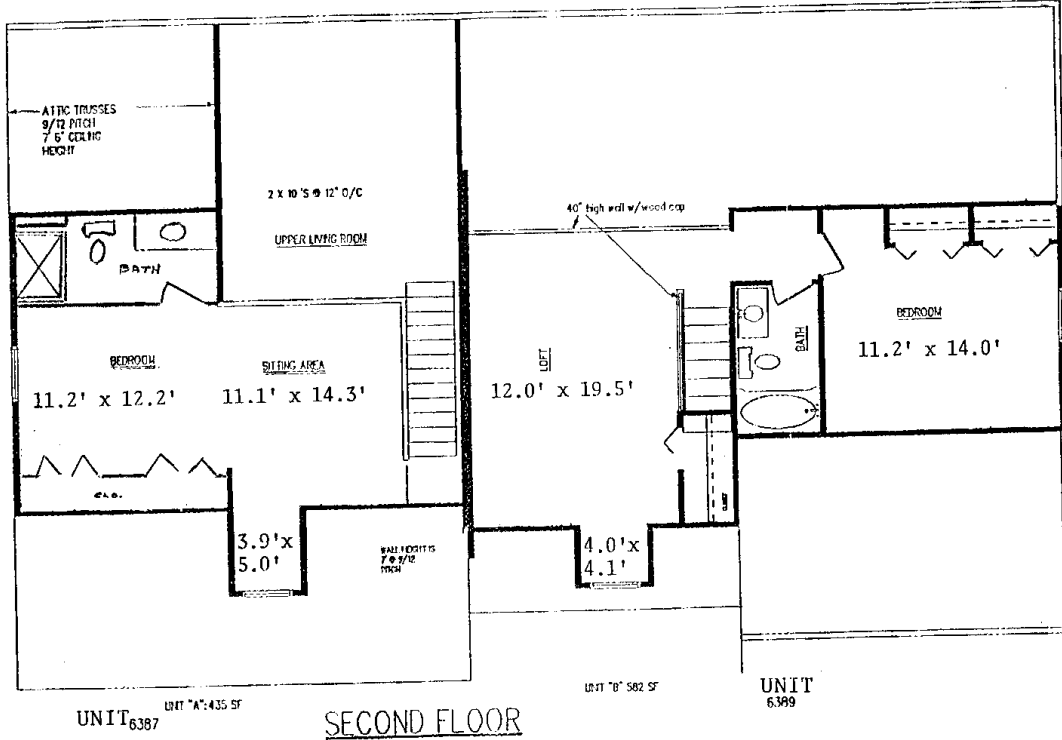 ATTIC TRUSSES
9/12 PITCH
7' 6" CEILING
HEIGHT
2 X 10 'S @ 12" O/C
UPPER LIVING ROOM
40" high wall w/wood cap
BATH
BEDROOM
11.2' x 12.2'
SITTING AREA
11.1' x 14.3'
LOFT
12.0' x 19.5'
BATH
BEDROOM
11.2' x 14.0'
CLO.
3.9'x
5.0'
WALL HEIGHT IS
7' @ 9/12
PITCH
4.0'x
4.1'
UNIT 6387
UNIT "A":435 SF
SECOND FLOOR
UNIT "B" 582 SF
UNIT
6389